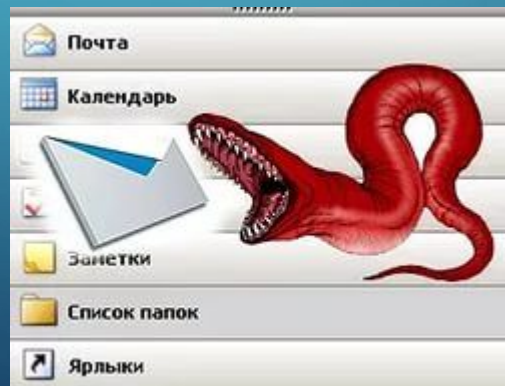 Почта
Календарь
Заметки
Список папок
Ярлыки